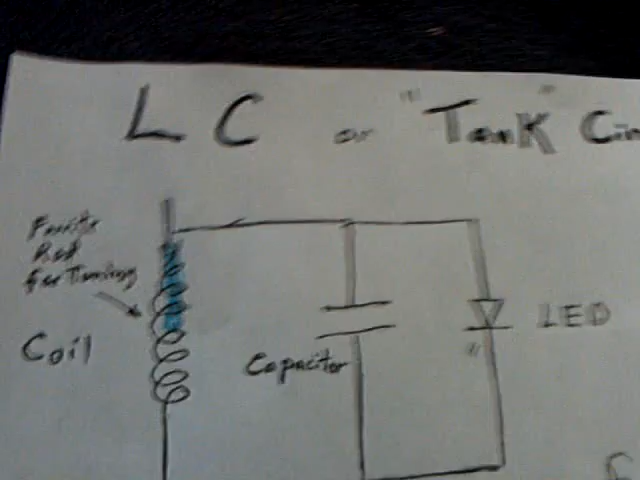 LC or "Tank" Cir
Ferrite
Rod
for Tuning
Coil
Capacitor
LED